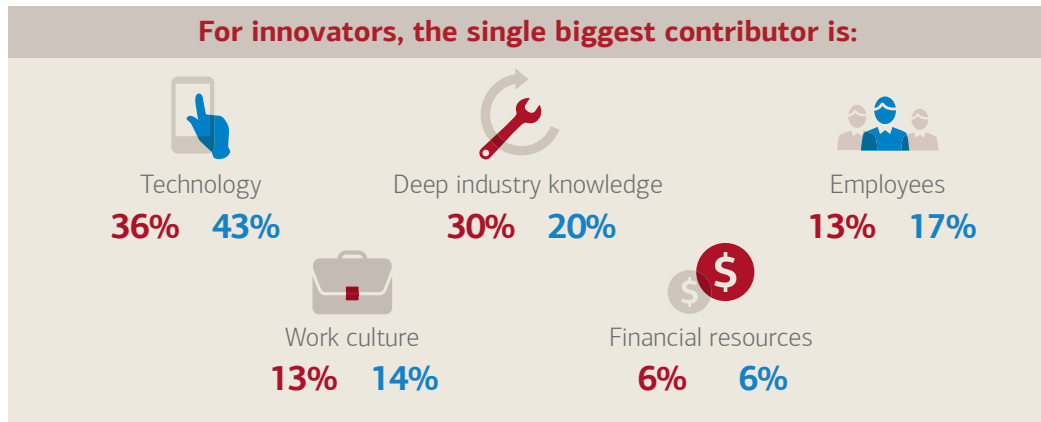 For innovators, the single biggest contributor is:
Technology
36% 43%
Deep industry knowledge
30% 20%
Employees
13% 17%
$ $
Work culture
13% 14%
Financial resources
6% 6%